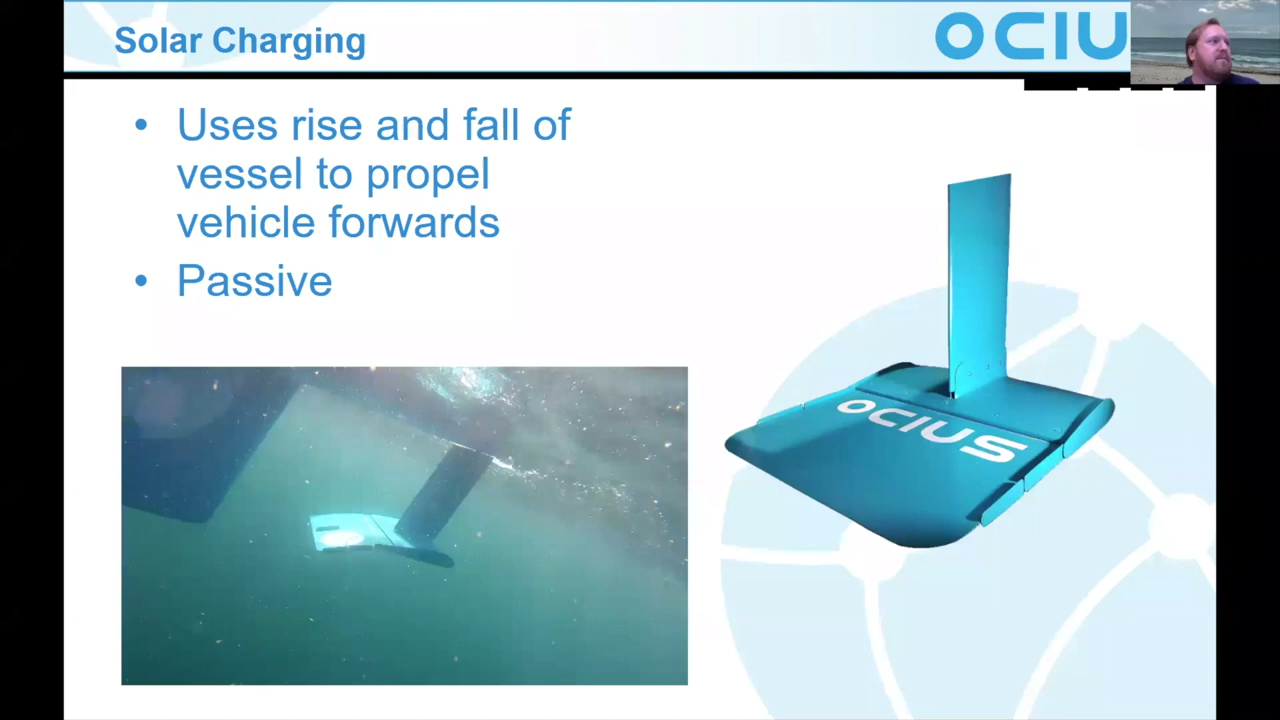 Solar Charging
OCIU
• Uses rise and fall of
vessel to propel
vehicle forwards
• Passive
OCIUS